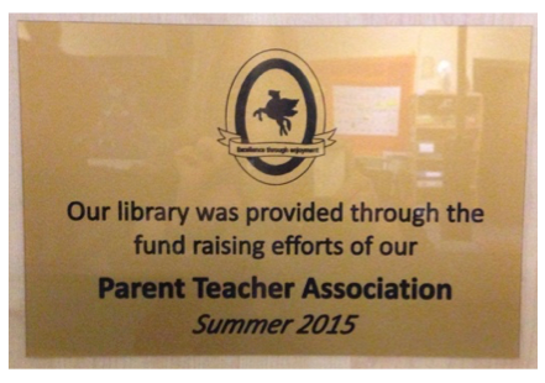 Excellence through enjoyment
Our library was provided through the
fund raising efforts of our
Parent Teacher Association
Summer 2015